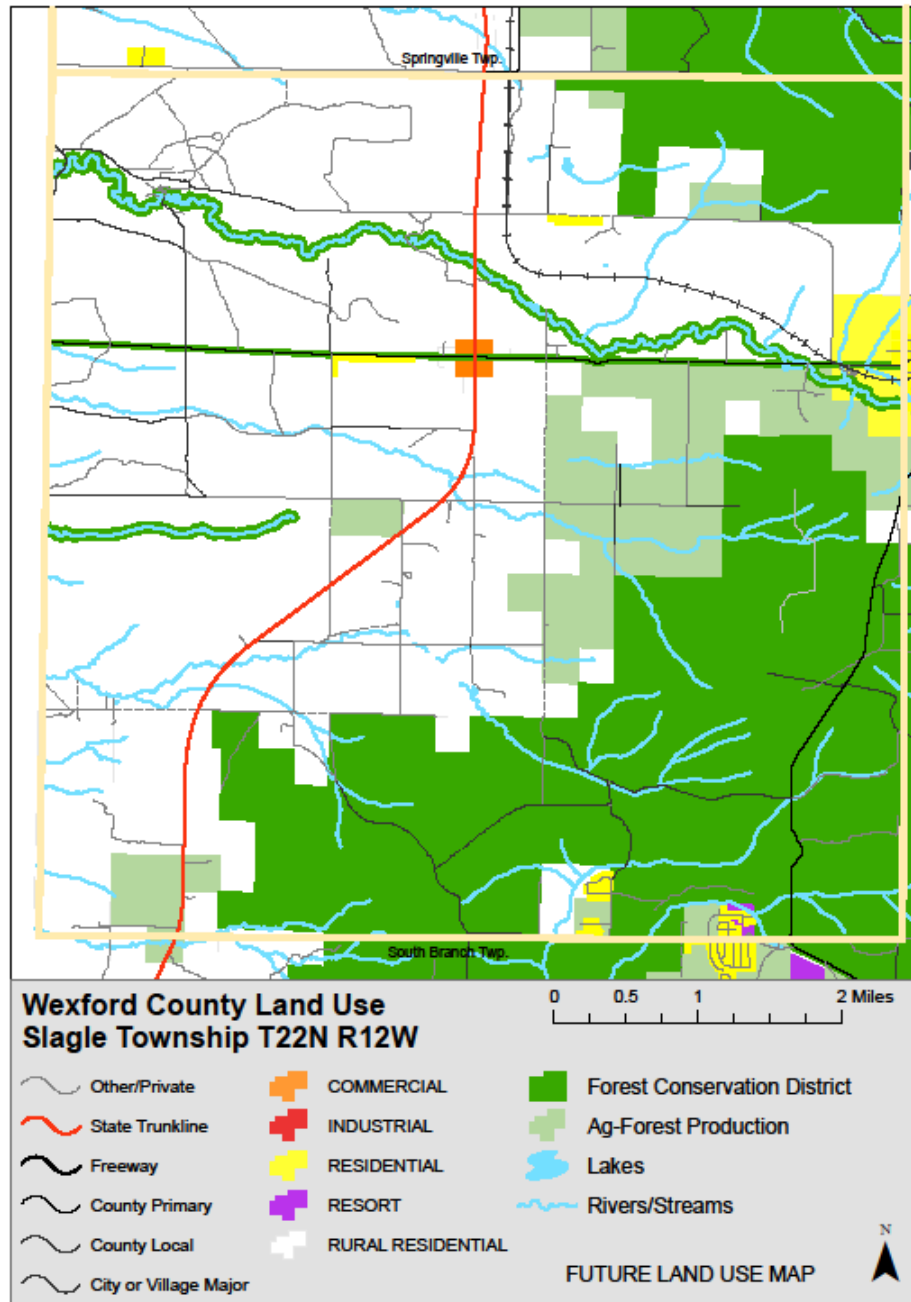 Springville Twp.
South Branch Twp.
Wexford County Land Use
Slagle Township T22N R12W
0 0.5 1 2 Miles
Other/Private
State Trunkline
Freeway
County Primary
County Local
City or Village Major
COMMERCIAL
INDUSTRIAL
RESIDENTIAL
RESORT
RURAL RESIDENTIAL
Forest Conservation District
Ag-Forest Production
Lakes
Rivers/Streams
FUTURE LAND USE MAP
N